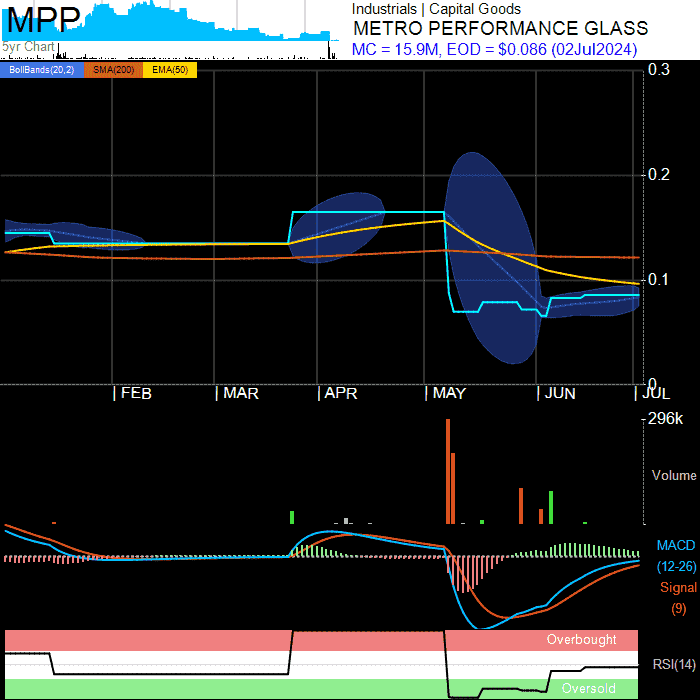 MPP
5yr Chart
Industrials | Capital Goods
METRO PERFORMANCE GLASS
MC = 15.9M, EOD = $0.086 (02Jul2024)
BollBands(20,2) SMA(200) EMA(50)
0.3
0.2
0.1
0
FEB MAR APR MAY JUN JUL
296k
Volume
MACD
(12-26)
Signal
(9)
Overbought
RSI(14)
Oversold